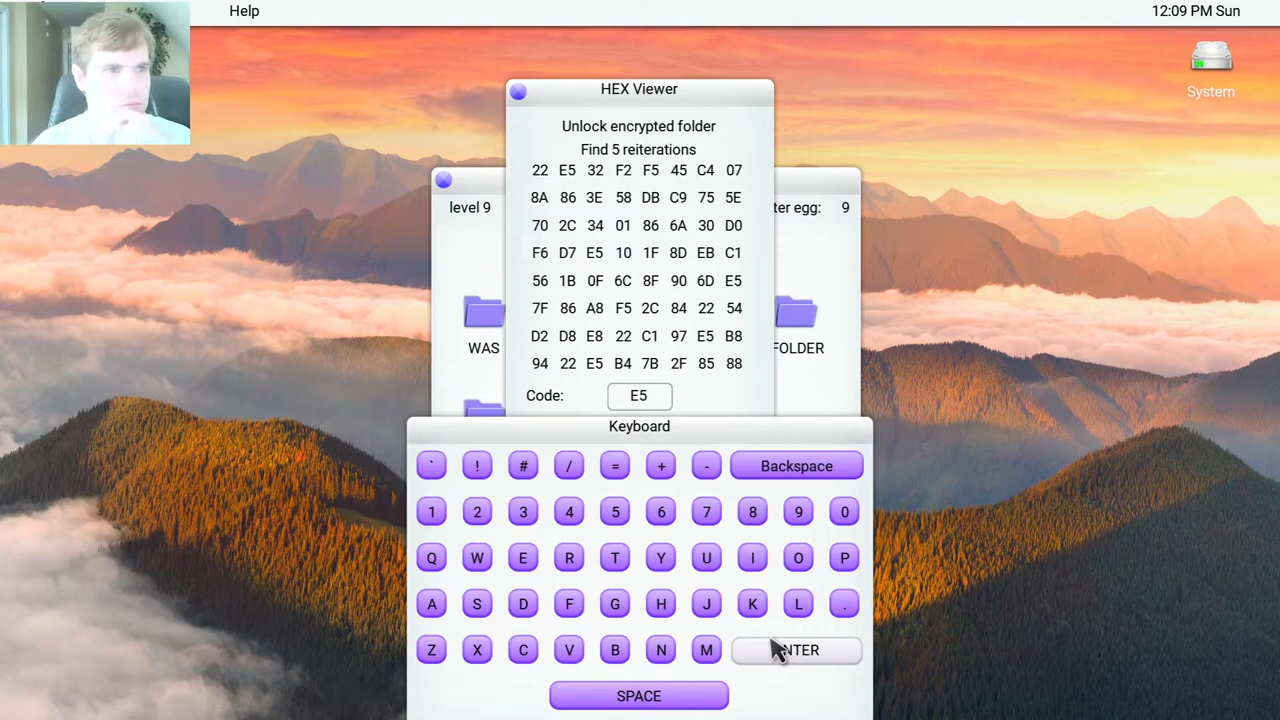 Help
12:09 PM Sun
System
HEX Viewer
Unlock encrypted folder
Find 5 reiterations
22 E5 32 F2 F5 45 C4 07
8A 86 3E 58 DB C9 75 5E
70 2C 34 01 86 6A 30 D0
F6 D7 E5 10 1F 8D EB C1
56 1B 0F 6C 8F 90 6D E5
7F 86 A8 F5 2C 84 22 54
D2 D8 E8 22 C1 97 E5 B8
94 22 E5 B4 7B 2F 85 88
Code: E5
level 9
ter egg: 9
WAS
FOLDER
Keyboard
` ! # / = + - Backspace
1 2 3 4 5 6 7 8 9 0
Q W E R T Y U I O P
A S D F G H J K L .
Z X C V B N M NTER
SPACE